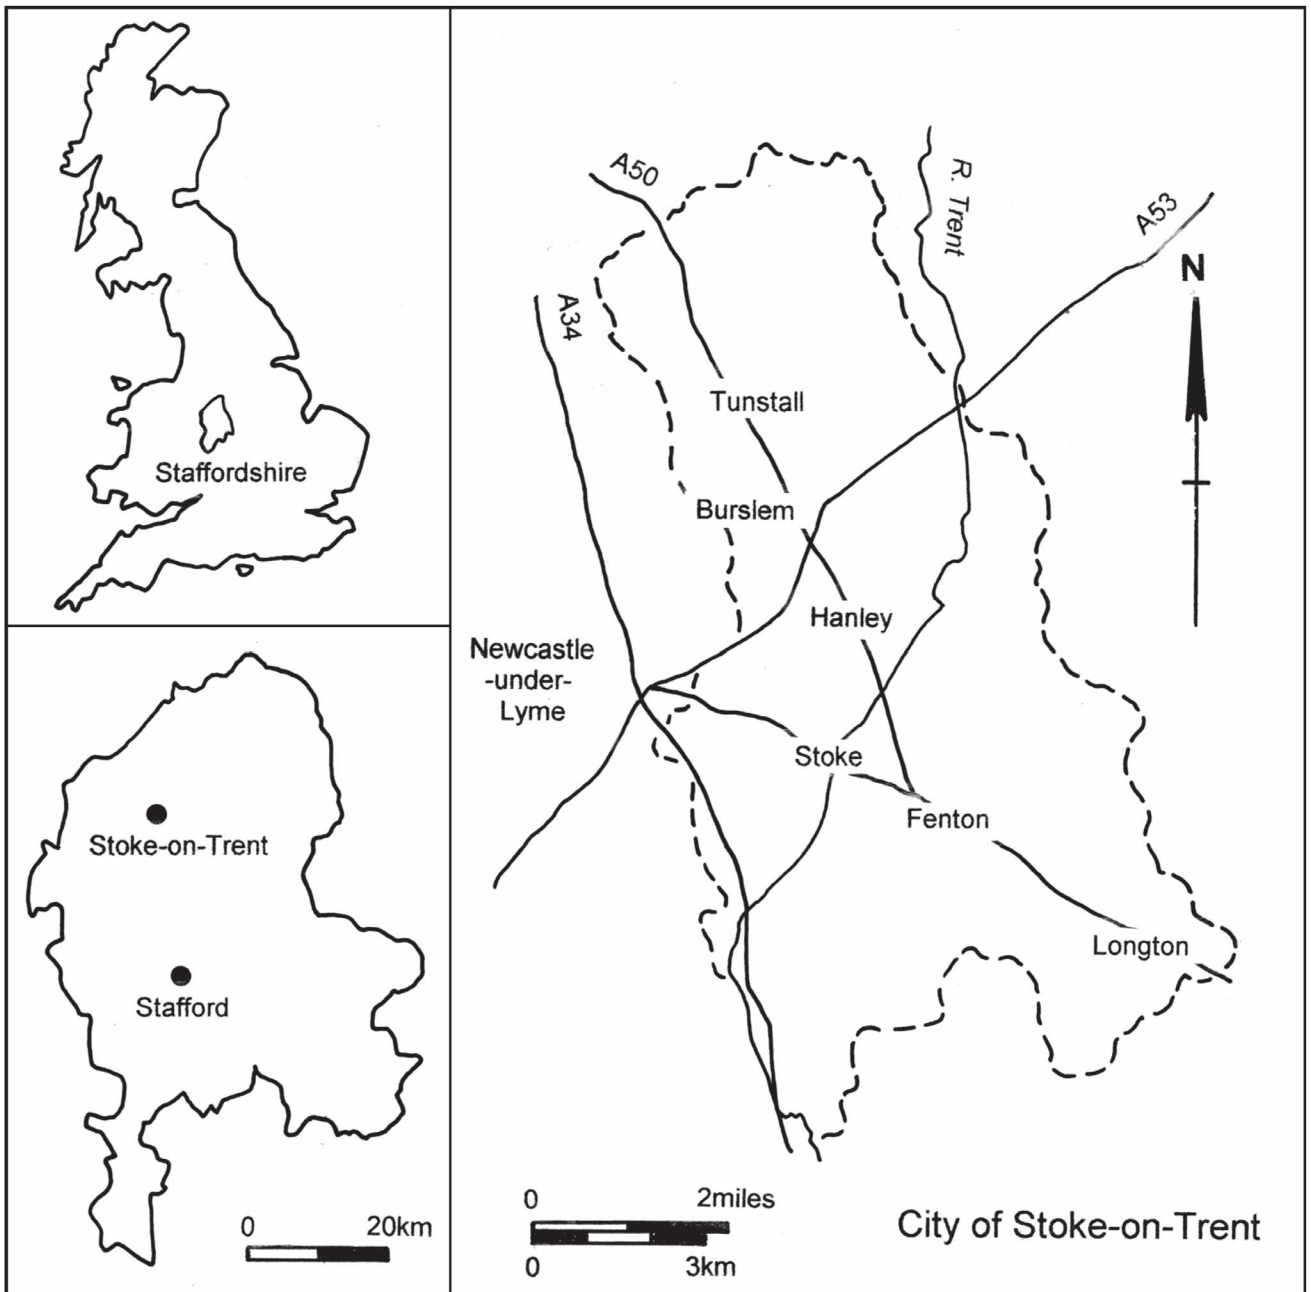 Staffordshire
Stoke-on-Trent
Stafford
0 20km
A50
R. Trent
A53
N
A34
Tunstall
Burslem
Hanley
Newcastle
-under-
Lyme
Stoke
Fenton
Longton
0 2miles
0 3km
City of Stoke-on-Trent